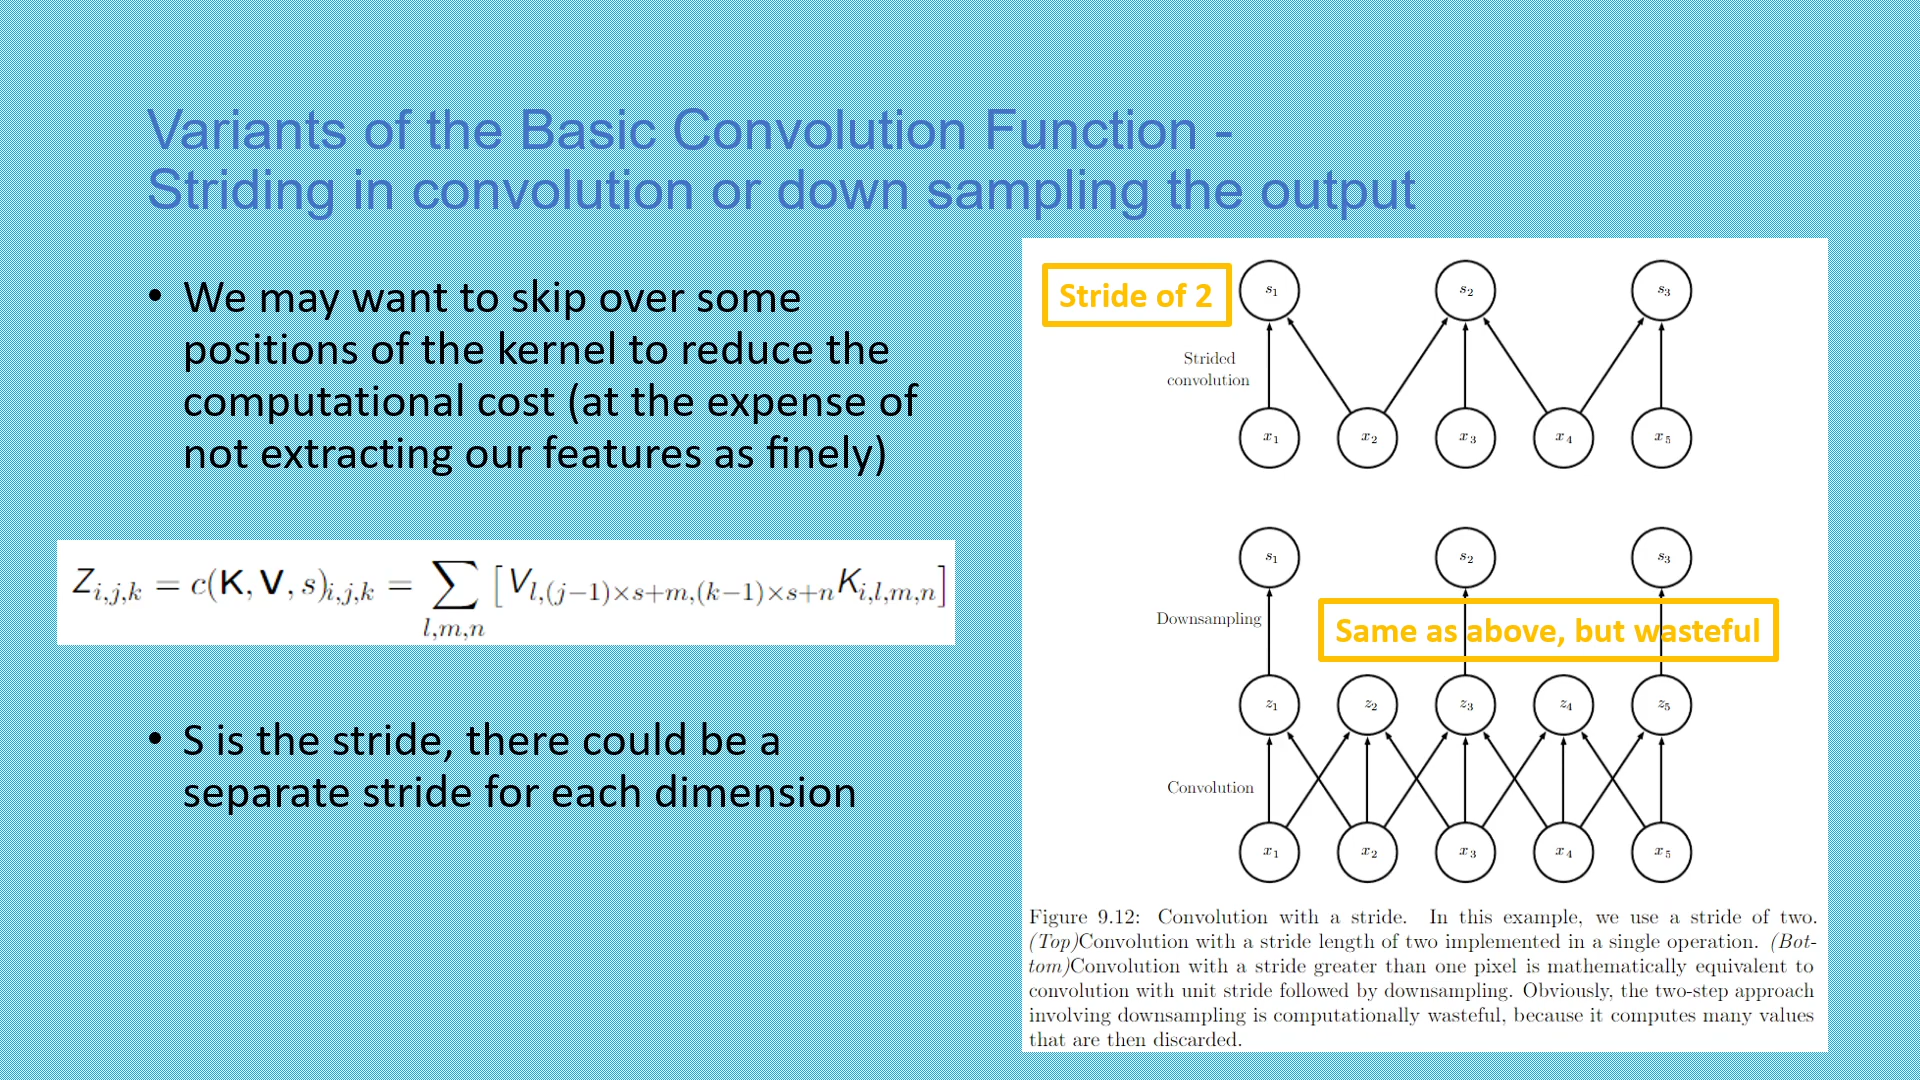 Variants of the Basic Convolution Function -
Striding in convolution or down sampling the output
• We may want to skip over some
positions of the kernel to reduce the
computational cost (at the expense of
not extracting our features as finely)
Z_{i,j,k} = c(K, V, s)_{i,j,k} = ∑_{l,m,n} [V_{l,(j−1)×s+m,(k−1)×s+n} K_{i,l,m,n}]
• S is the stride, there could be a
separate stride for each dimension
Stride of 2
s1 s2 s3
Strided
convolution
x1 x2 x3 x4 x5
s1 s2 s3
Downsampling
Same as above, but wasteful
z1 z2 z3 z4 z5
Convolution
x1 x2 x3 x4 x5
Figure 9.12: Convolution with a stride. In this example, we use a stride of two.
(Top)Convolution with a stride length of two implemented in a single operation. (Bot-
tom)Convolution with a stride greater than one pixel is mathematically equivalent to
convolution with unit stride followed by downsampling. Obviously, the two-step approach
involving downsampling is computationally wasteful, because it computes many values
that are then discarded.